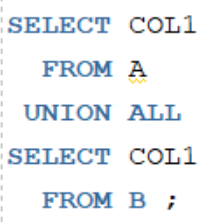 SELECT COL1
FROM A
UNION ALL
SELECT COL1
FROM B ;